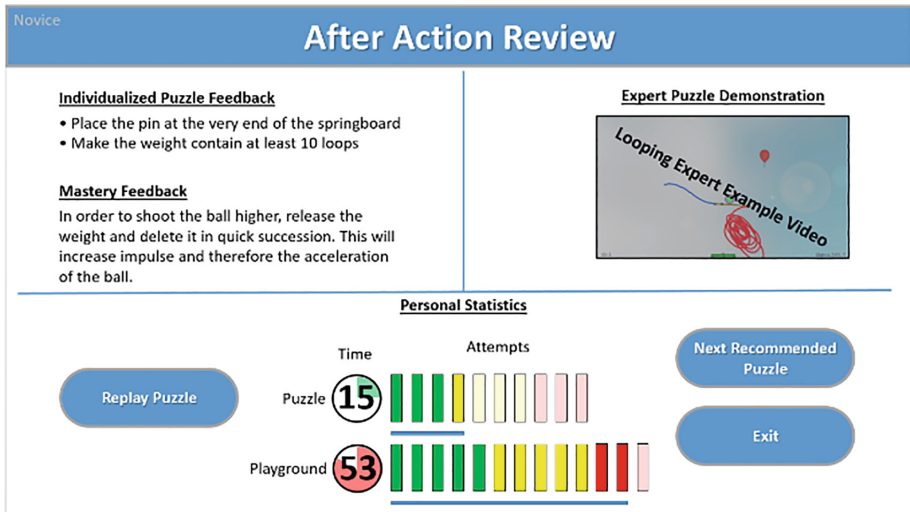 Novice
After Action Review
Individualized Puzzle Feedback
• Place the pin at the very end of the springboard
• Make the weight contain at least 10 loops
Mastery Feedback
In order to shoot the ball higher, release the
weight and delete it in quick succession. This will
increase impulse and therefore the acceleration
of the ball.
Expert Puzzle Demonstration
Looping Expert Example Video
Personal Statistics
Time
Attempts
Puzzle
15
Playground
53
Replay Puzzle
Next Recommended
Puzzle
Exit